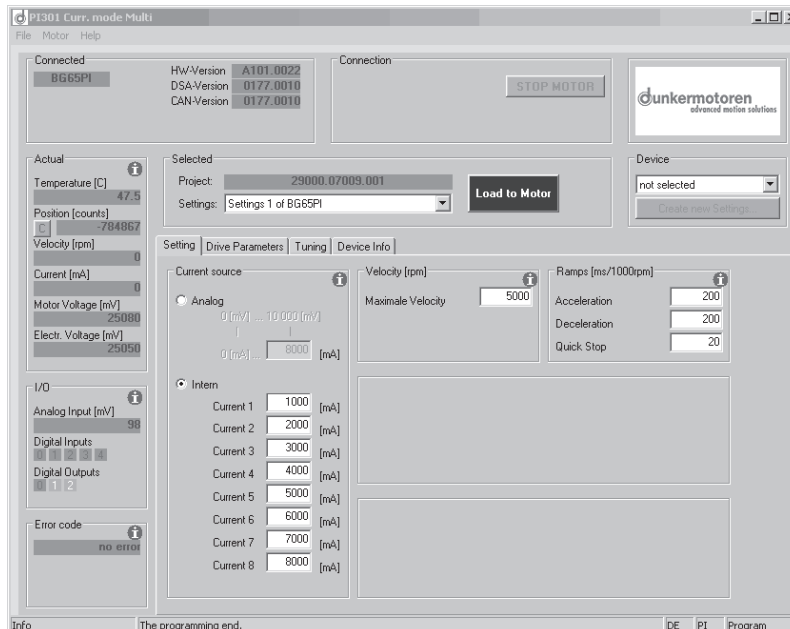 PI301 Curr. mode Multi
File Motor Help
Connected
BG65PI
HW-Version A101.0022
DSA-Version 0177.0010
CAN-Version 0177.0010
Connection
STOP MOTOR
dunkermotoren
advanced motion solutions
Actual
Temperature [C]
47.5
Position [counts]
C -784867
Velocity [rpm]
0
Current [mA]
0
Motor Voltage [mV]
25080
Electr. Voltage [mV]
25050
Selected
Project: 29000.07009.001
Settings: Settings 1 of BG65PI
Load to Motor
Device
not selected
Create new Settings...
Setting Drive Parameters Tuning Device Info
Current source
Analog
0 [mV] ... 10 000 [mV]
0 [mA] ... 8000 [mA]
Intern
Current 1 1000 [mA]
Current 2 2000 [mA]
Current 3 3000 [mA]
Current 4 4000 [mA]
Current 5 5000 [mA]
Current 6 6000 [mA]
Current 7 7000 [mA]
Current 8 8000 [mA]
Velocity [rpm]
Maximale Velocity 5000
Ramps [ms/1000rpm]
Acceleration 200
Deceleration 200
Quick Stop 20
I/O
Analog Input [mV]
98
Digital Inputs
0 1 2 3 4
Digital Outputs
0 1 2
Error code
no error
Info The programming end. DE PI Program